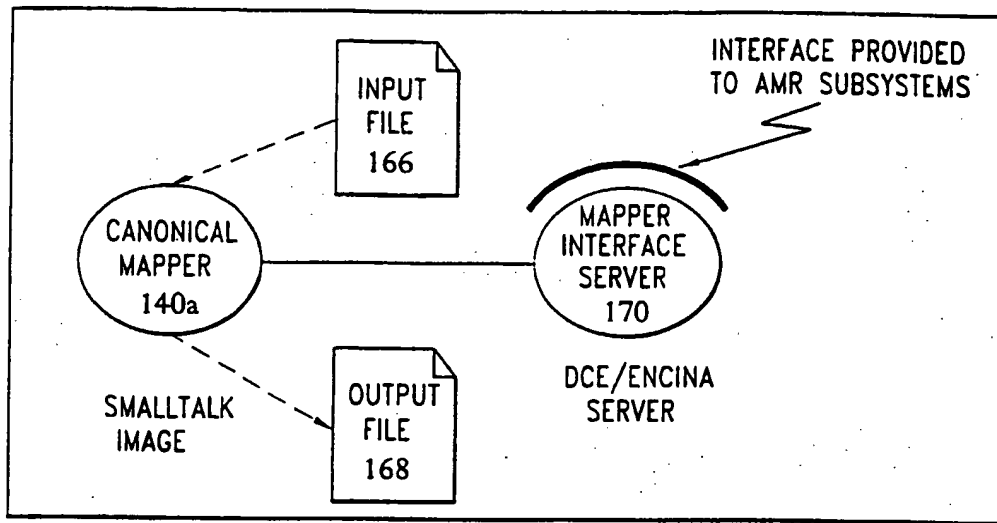 INPUT
FILE
166
INTERFACE PROVIDED
TO AMR SUBSYSTEMS
CANONICAL
MAPPER
140a
MAPPER
INTERFACE
SERVER
170
SMALLTALK
IMAGE
OUTPUT
FILE
168
DCE/ENCINA
SERVER